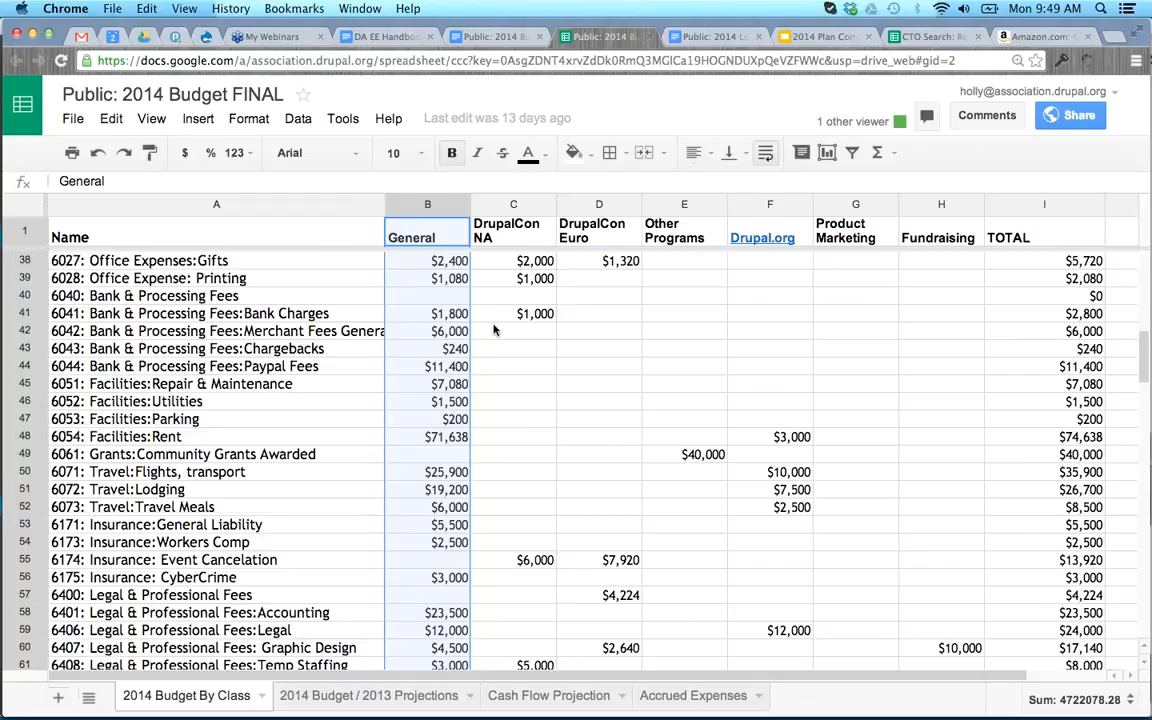 Chrome File Edit View History Bookmarks Window Help Mon 9:49 AM
My Webinars DA EE Handbo Public: 2014 B Public: 2014 B Public: 2014 L 2014 Plan Con CTO Search: Ro Amazon.com:
https://docs.google.com/a/association.drupal.org/spreadsheet/ccc?key=0AsgZDNT4xrvZdDk0RmQ3MGlCa19HOGNDUXpQeVZFWWc&usp=drive_web#gid=2
Public: 2014 Budget FINAL holly@association.drupal.org
File Edit View Insert Format Data Tools Help Last edit was 13 days ago 1 other viewer Comments Share
$ % 123 Arial 10 B I S A Σ
fx General
A B C D E F G H I
1 Name General DrupalCon NA DrupalCon Euro Other Programs Drupal.org Product Marketing Fundraising TOTAL
38 6027: Office Expenses:Gifts $2,400 $2,000 $1,320 $5,720
39 6028: Office Expense: Printing $1,080 $1,000 $2,080
40 6040: Bank & Processing Fees $0
41 6041: Bank & Processing Fees:Bank Charges $1,800 $1,000 $2,800
42 6042: Bank & Processing Fees:Merchant Fees Genera $6,000 $6,000
43 6043: Bank & Processing Fees:Chargebacks $240 $240
44 6044: Bank & Processing Fees:Paypal Fees $11,400 $11,400
45 6051: Facilities:Repair & Maintenance $7,080 $7,080
46 6052: Facilities:Utilities $1,500 $1,500
47 6053: Facilities:Parking $200 $200
48 6054: Facilities:Rent $71,638 $3,000 $74,638
49 6061: Grants:Community Grants Awarded $40,000 $40,000
50 6071: Travel:Flights, transport $25,900 $10,000 $35,900
51 6072: Travel:Lodging $19,200 $7,500 $26,700
52 6073: Travel:Travel Meals $6,000 $2,500 $8,500
53 6171: Insurance:General Liability $5,500 $5,500
54 6173: Insurance:Workers Comp $2,500 $2,500
55 6174: Insurance: Event Cancelation $6,000 $7,920 $13,920
56 6175: Insurance: CyberCrime $3,000 $3,000
57 6400: Legal & Professional Fees $4,224 $4,224
58 6401: Legal & Professional Fees:Accounting $23,500 $23,500
59 6406: Legal & Professional Fees:Legal $12,000 $12,000 $24,000
60 6407: Legal & Professional Fees: Graphic Design $4,500 $2,640 $10,000 $17,140
61 6408: Legal & Professional Fees:Temp Staffing $3,000 $5,000 $8,000
+ 2014 Budget By Class 2014 Budget / 2013 Projections Cash Flow Projection Accrued Expenses Sum: 4722078.28